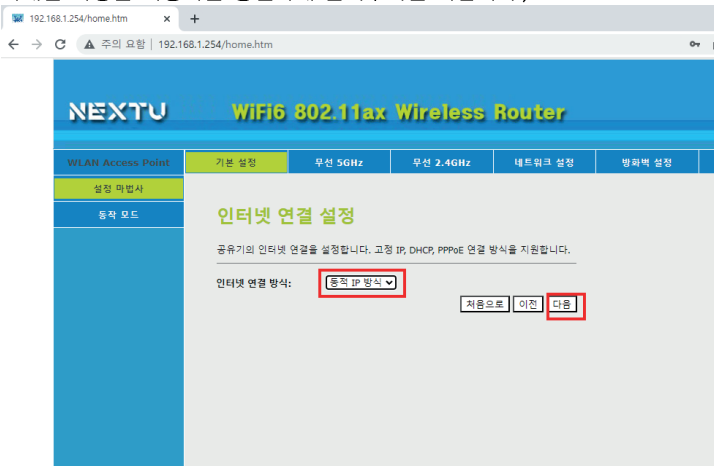 192.168.1.254/home.htm
주의 요함 192.168.1.254/home.htm
NEXTU WiFi6 802.11ax Wireless Router
WLAN Access Point 기본 설정 무선 5GHz 무선 2.4GHz 네트워크 설정 방화벽 설정
설정 마법사
동작 모드
인터넷 연결 설정
공유기의 인터넷 연결을 설정합니다. 고정 IP, DHCP, PPPoE 연결 방식을 지원합니다.
인터넷 연결 방식: 동적 IP 방식
처음으로 이전 다음